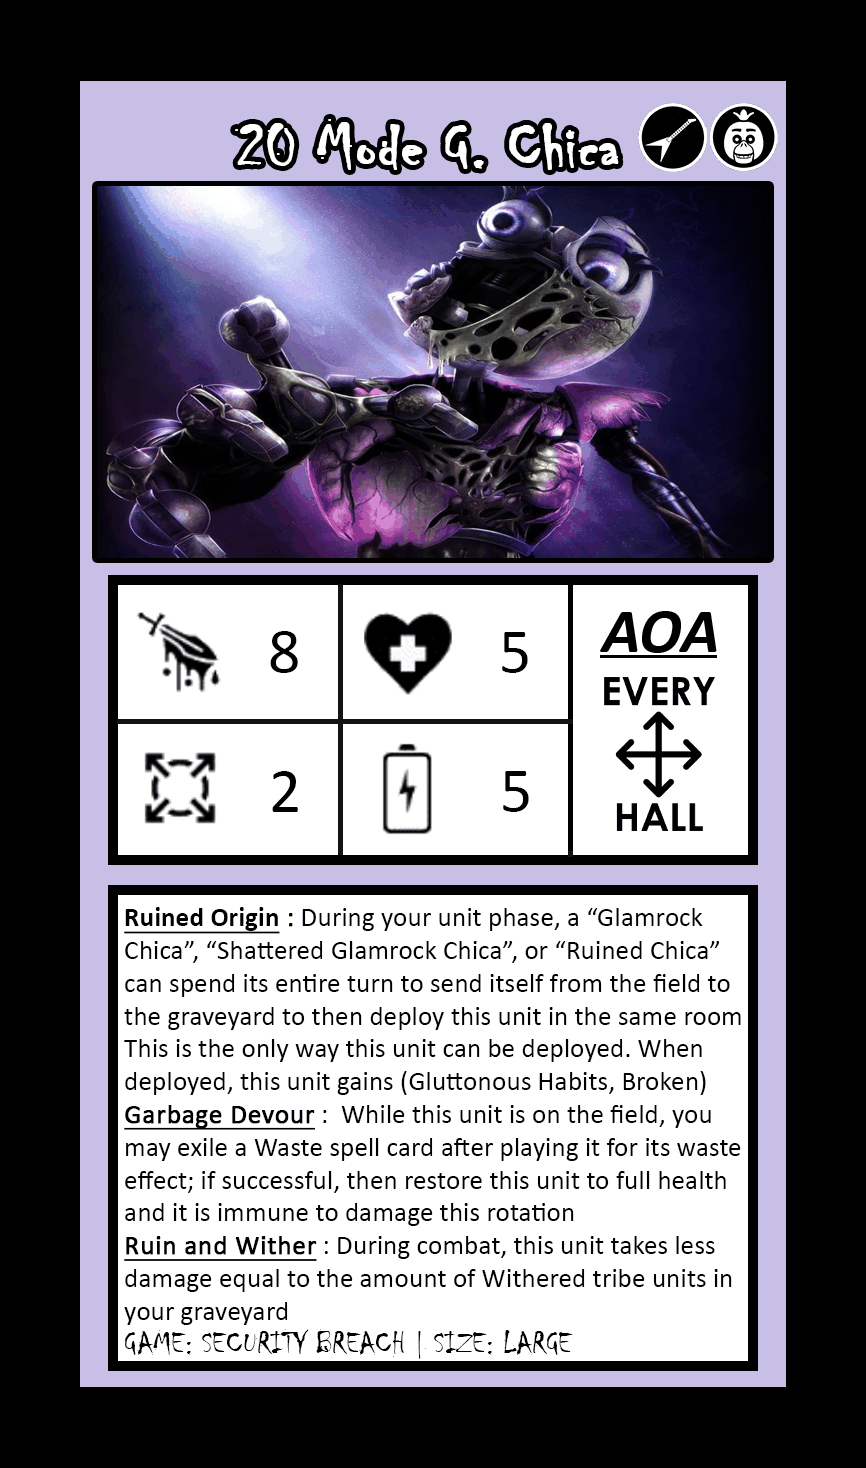 20 Mode G. Chica
8
5
AOA
EVERY
HALL
2
5
Ruined Origin : During your unit phase, a “Glamrock
Chica”, “Shattered Glamrock Chica”, or “Ruined Chica”
can spend its entire turn to send itself from the field to
the graveyard to then deploy this unit in the same room
This is the only way this unit can be deployed. When
deployed, this unit gains (Gluttonous Habits, Broken)
Garbage Devour :  While this unit is on the field, you
may exile a Waste spell card after playing it for its waste
effect; if successful, then restore this unit to full health
and it is immune to damage this rotation
Ruin and Wither : During combat, this unit takes less
damage equal to the amount of Withered tribe units in
your graveyard
GAME: SECURITY BREACH | SIZE: LARGE